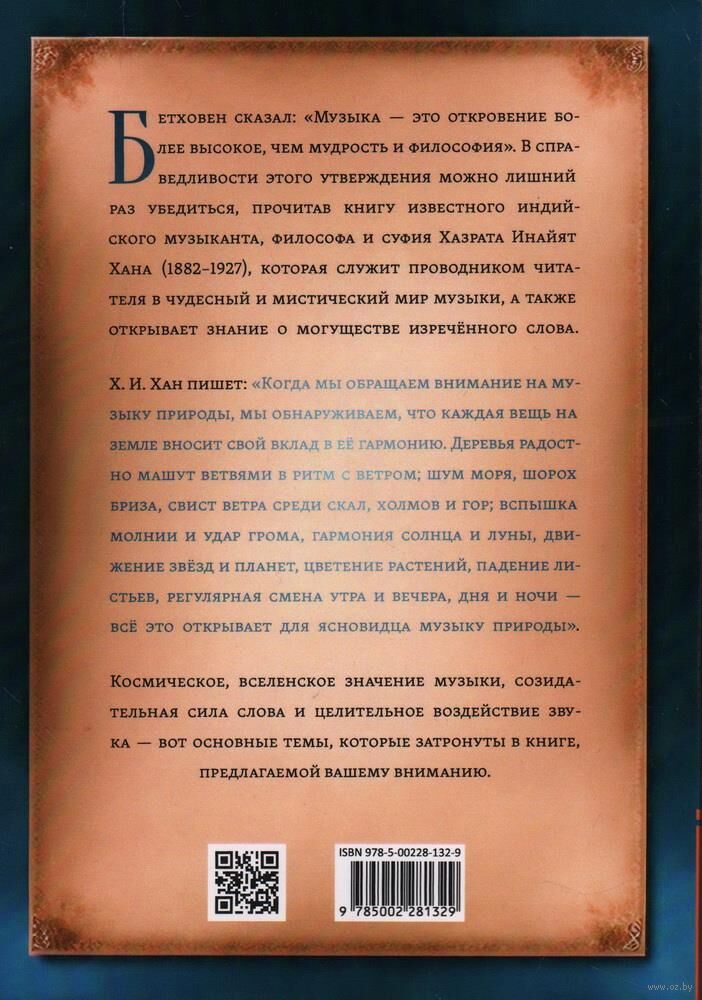 Бетховен сказал: «Музыка — это откровение бо-
лее высокое, чем мудрость и философия». В спра-
ведливости этого утверждения можно лишний
раз убедиться, прочитав книгу известного индий-
ского музыканта, философа и суфия Хазрата Инайят
Хана (1882–1927), которая служит проводником чита-
теля в чудесный и мистический мир музыки, а также
открывает знание о могуществе изречённого слова.
Х. И. Хан пишет: «Когда мы обращаем внимание на му-
зыку природы, мы обнаруживаем, что каждая вещь на
земле вносит свой вклад в её гармонию. Деревья радост-
но машут ветвями в ритм с ветром; шум моря, шорох
бриза, свист ветра среди скал, холмов и гор; вспышка
молнии и удар грома, гармония солнца и луны, дви-
жение звёзд и планет, цветение растений, падение ли-
стьев, регулярная смена утра и вечера, дня и ночи —
всё это открывает для ясновидца музыку природы».
Космическое, вселенское значение музыки, созида-
тельная сила слова и целительное воздействие зву-
ка — вот основные темы, которые затронуты в книге,
предлагаемой вашему вниманию.
ISBN 978-5-00228-132-9
9 785002 281329
www.oz.by